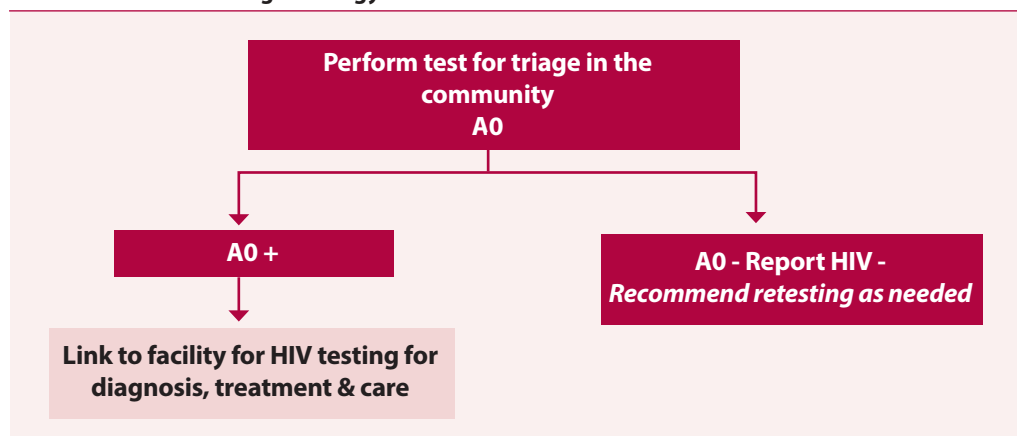 Perform test for triage in the
community
A0
A0 +
A0 - Report HIV -
Recommend retesting as needed
Link to facility for HIV testing for
diagnosis, treatment & care